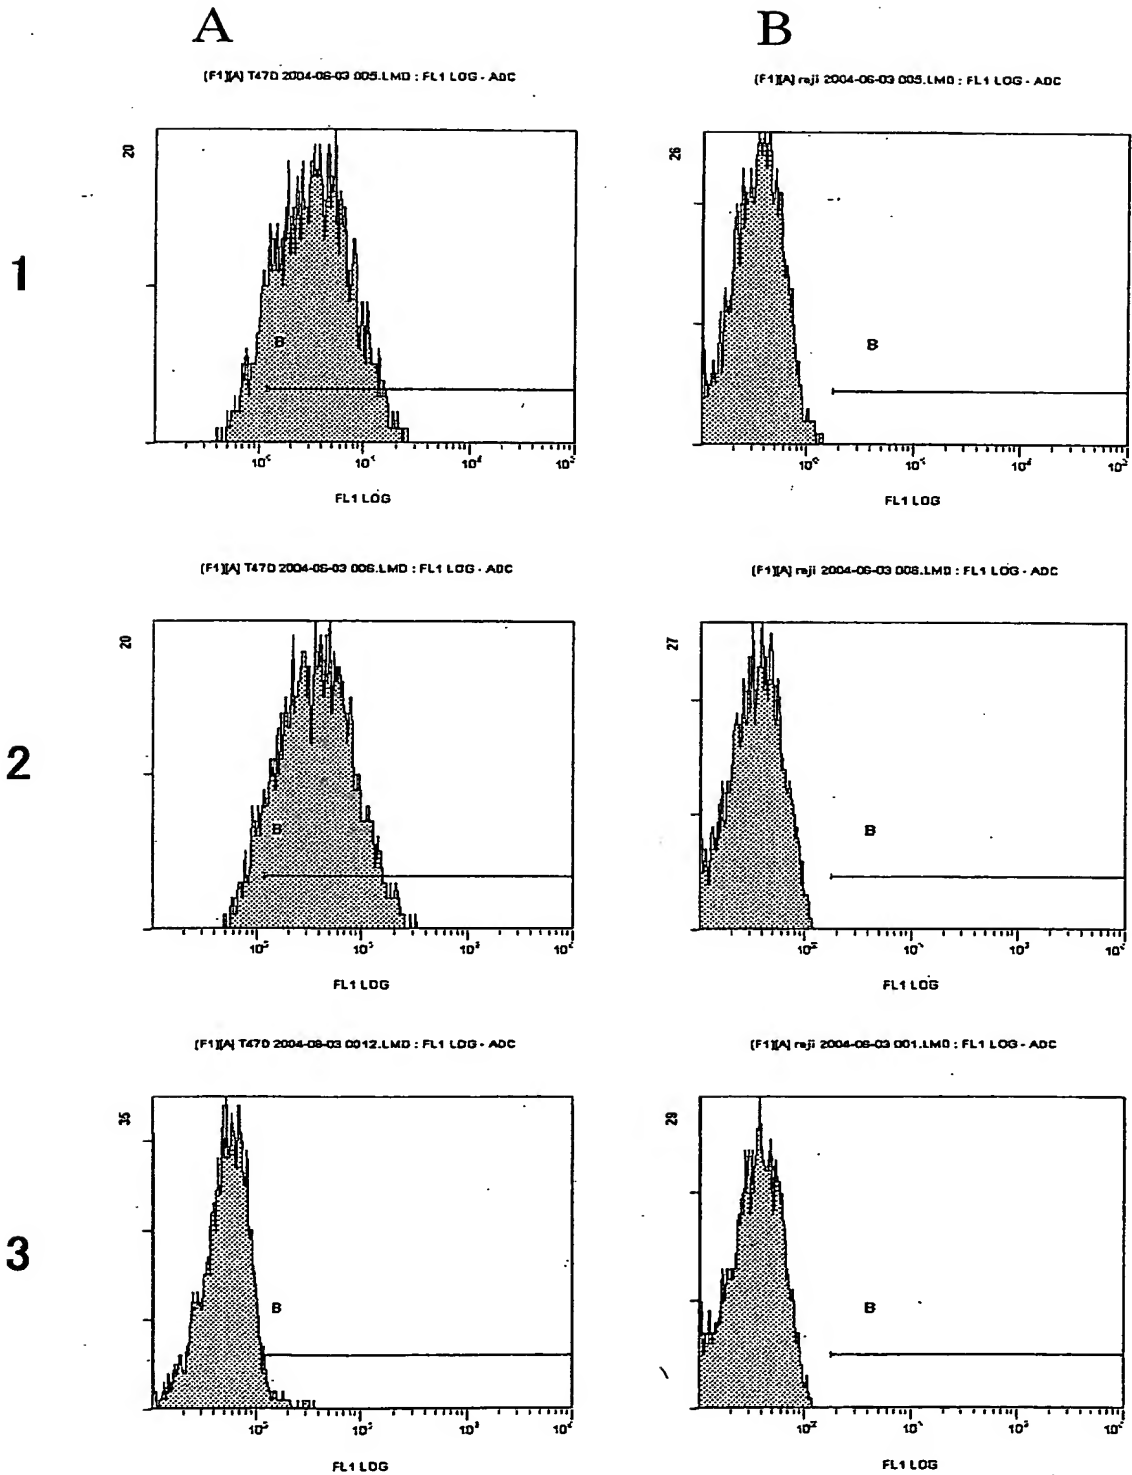 A B
[F1][A] T47D 2004-06-03 005.LMD : FL1 LOG - ADC
[F1][A] raji 2004-06-03 005.LMD : FL1 LOG - ADC
1
20
B
FL1 LOG
26
B
FL1 LOG
[F1][A] T47D 2004-06-03 006.LMD : FL1 LOG - ADC
[F1][A] raji 2004-06-03 008.LMD : FL1 LOG - ADC
2
20
B
FL1 LOG
27
B
FL1 LOG
[F1][A] T47D 2004-06-03 0012.LMD : FL1 LOG - ADC
[F1][A] raji 2004-06-03 001.LMD : FL1 LOG - ADC
3
35
B
FL1 LOG
29
B
FL1 LOG